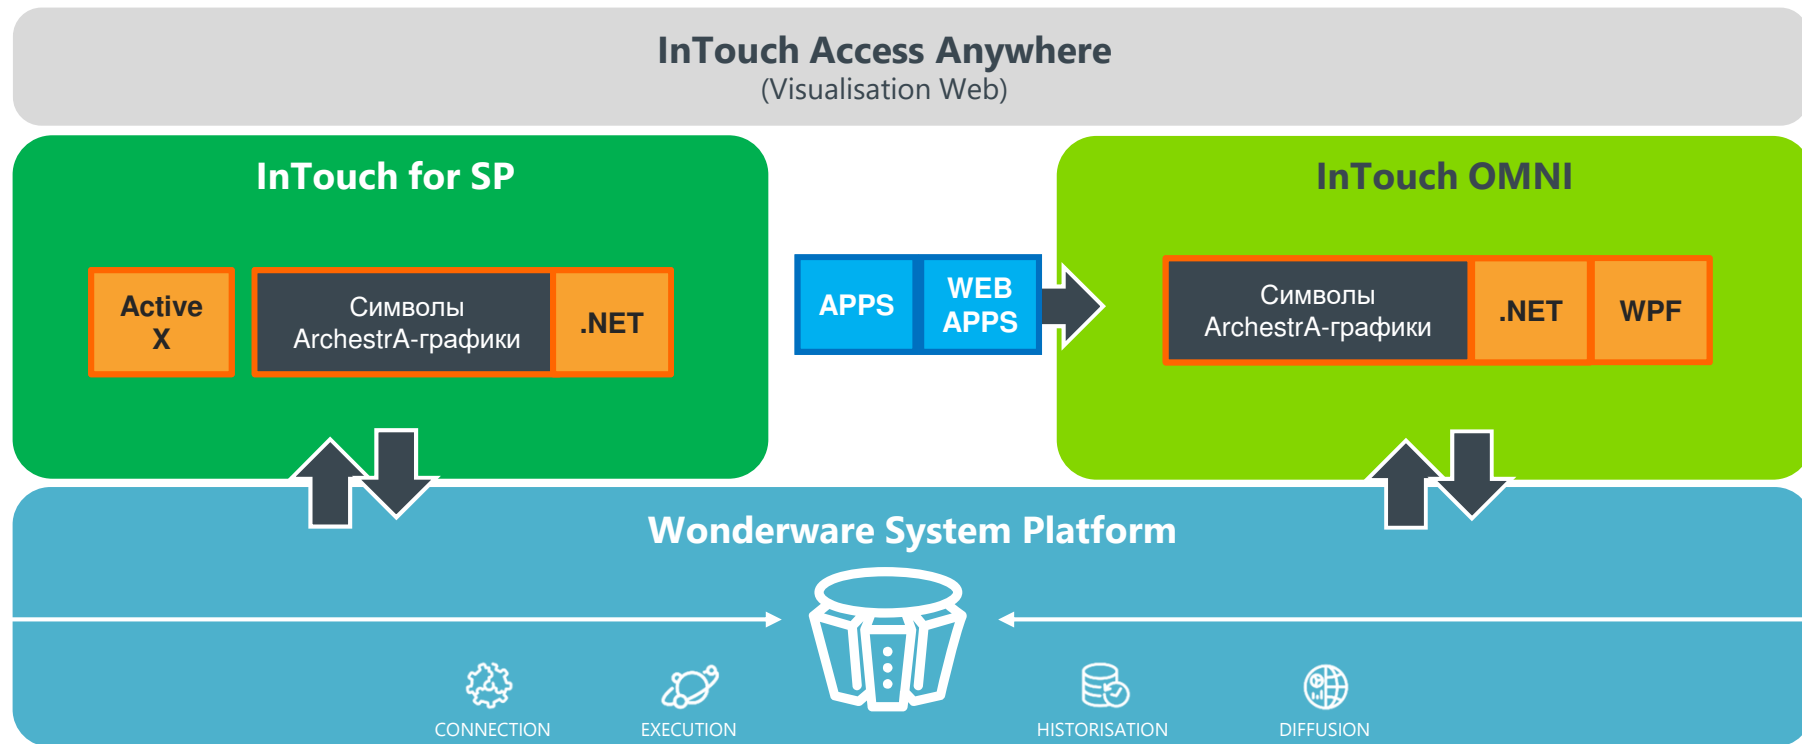 InTouch Access Anywhere
(Visualisation Web)
InTouch for SP
Active
X
Символы
ArchestrA-графики
.NET
APPS
WEB
APPS
InTouch OMNI
Символы
ArchestrA-графики
.NET
WPF
Wonderware System Platform
CONNECTION
EXECUTION
HISTORISATION
DIFFUSION